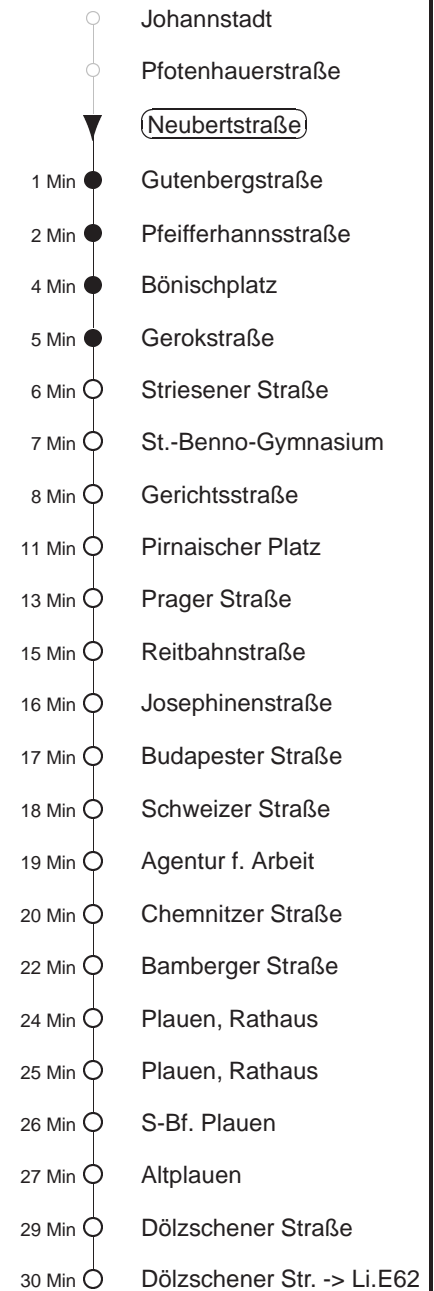 Johannstadt
Pfotenhauerstraße
Neubertstraße
1 Min Gutenbergstraße
2 Min Pfeifferhannsstraße
4 Min Bönischplatz
5 Min Gerokstraße
6 Min Striesener Straße
7 Min St.-Benno-Gymnasium
8 Min Gerichtsstraße
11 Min Pirnaischer Platz
13 Min Prager Straße
15 Min Reitbahnstraße
16 Min Josephinenstraße
17 Min Budapester Straße
18 Min Schweizer Straße
19 Min Agentur f. Arbeit
20 Min Chemnitzer Straße
22 Min Bamberger Straße
24 Min Plauen, Rathaus
25 Min Plauen, Rathaus
26 Min S-Bf. Plauen
27 Min Altplauen
29 Min Dölzschener Straße
30 Min Dölzschener Str. -> Li.E62